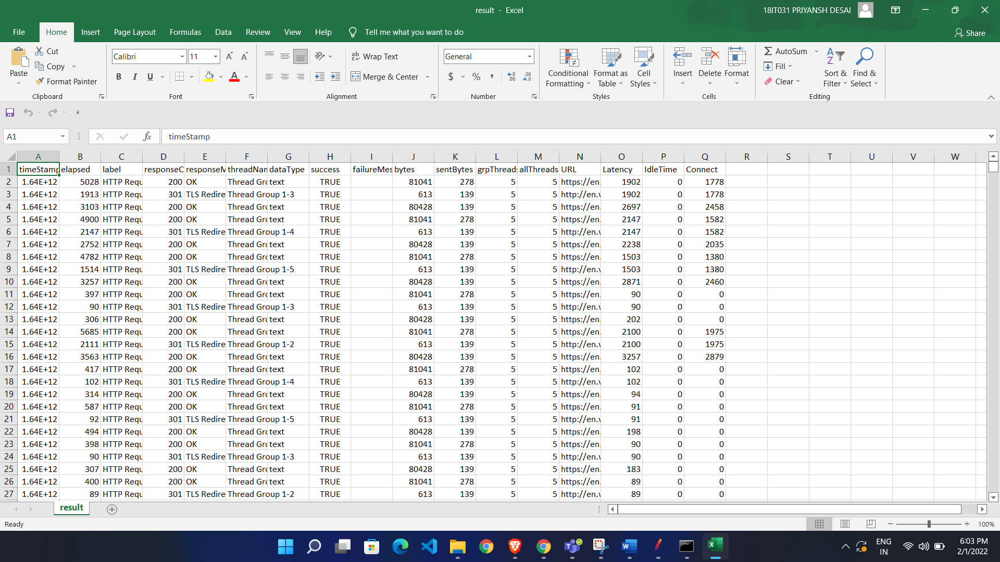 result - Excel
18IT031 PRIYANSH DESAI
File Home Insert Page Layout Formulas Data Review View Help Tell me what you want to do Share
Paste Cut Copy Format Painter Clipboard
Calibri 11 B I U A Font
Wrap Text Merge & Center Alignment
General $ % Number
Conditional Formatting Format as Table Cell Styles Styles
Insert Delete Format Cells
AutoSum Fill Clear Sort & Filter Find & Select Editing
A1 fx timeStamp
A B C D E F G H I J K L M N O P Q R S T U V W
1 timeStamp elapsed label responseC responseM threadNam dataType success failureMes bytes sentBytes grpThreads allThreads URL Latency IdleTime Connect
2 1.64E+12 5028 HTTP Requ 200 OK Thread Gro text TRUE 81041 278 5 5 https://en. 1902 0 1778
3 1.64E+12 1913 HTTP Requ 301 TLS Redire Thread Group 1-3 TRUE 613 139 5 5 http://en.w 1902 0 1778
4 1.64E+12 3103 HTTP Requ 200 OK Thread Gro text TRUE 80428 139 5 5 https://en. 2697 0 2458
5 1.64E+12 4900 HTTP Requ 200 OK Thread Gro text TRUE 81041 278 5 5 https://en. 2147 0 1582
6 1.64E+12 2147 HTTP Requ 301 TLS Redire Thread Group 1-4 TRUE 613 139 5 5 http://en.w 2147 0 1582
7 1.64E+12 2752 HTTP Requ 200 OK Thread Gro text TRUE 80428 139 5 5 https://en. 2238 0 2035
8 1.64E+12 4782 HTTP Requ 200 OK Thread Gro text TRUE 81041 278 5 5 https://en. 1503 0 1380
9 1.64E+12 1514 HTTP Requ 301 TLS Redire Thread Group 1-5 TRUE 613 139 5 5 http://en.w 1503 0 1380
10 1.64E+12 3257 HTTP Requ 200 OK Thread Gro text TRUE 80428 139 5 5 https://en. 2871 0 2460
11 1.64E+12 397 HTTP Requ 200 OK Thread Gro text TRUE 81041 278 5 5 https://en. 90 0 0
12 1.64E+12 90 HTTP Requ 301 TLS Redire Thread Group 1-3 TRUE 613 139 5 5 http://en.w 90 0 0
13 1.64E+12 306 HTTP Requ 200 OK Thread Gro text TRUE 80428 139 5 5 https://en. 202 0 0
14 1.64E+12 5685 HTTP Requ 200 OK Thread Gro text TRUE 81041 278 5 5 https://en. 2100 0 1975
15 1.64E+12 2111 HTTP Requ 301 TLS Redire Thread Group 1-2 TRUE 613 139 5 5 http://en.w 2100 0 1975
16 1.64E+12 3563 HTTP Requ 200 OK Thread Gro text TRUE 80428 139 5 5 https://en. 3257 0 2879
17 1.64E+12 417 HTTP Requ 200 OK Thread Gro text TRUE 81041 278 5 5 https://en. 102 0 0
18 1.64E+12 102 HTTP Requ 301 TLS Redire Thread Group 1-4 TRUE 613 139 5 5 http://en.w 102 0 0
19 1.64E+12 314 HTTP Requ 200 OK Thread Gro text TRUE 80428 139 5 5 https://en. 94 0 0
20 1.64E+12 587 HTTP Requ 200 OK Thread Gro text TRUE 81041 278 5 5 https://en. 91 0 0
21 1.64E+12 92 HTTP Requ 301 TLS Redire Thread Group 1-5 TRUE 613 139 5 5 http://en.w 91 0 0
22 1.64E+12 494 HTTP Requ 200 OK Thread Gro text TRUE 80428 139 5 5 https://en. 198 0 0
23 1.64E+12 398 HTTP Requ 200 OK Thread Gro text TRUE 81041 278 5 5 https://en. 90 0 0
24 1.64E+12 90 HTTP Requ 301 TLS Redire Thread Group 1-3 TRUE 613 139 5 5 http://en.w 90 0 0
25 1.64E+12 307 HTTP Requ 200 OK Thread Gro text TRUE 80428 139 5 5 https://en. 183 0 0
26 1.64E+12 400 HTTP Requ 200 OK Thread Gro text TRUE 81041 278 5 5 https://en. 89 0 0
27 1.64E+12 89 HTTP Requ 301 TLS Redire Thread Group 1-2 TRUE 613 139 5 5 http://en.w 89 0 0
result
Ready
100%
ENG IN
6:03 PM
2/1/2022